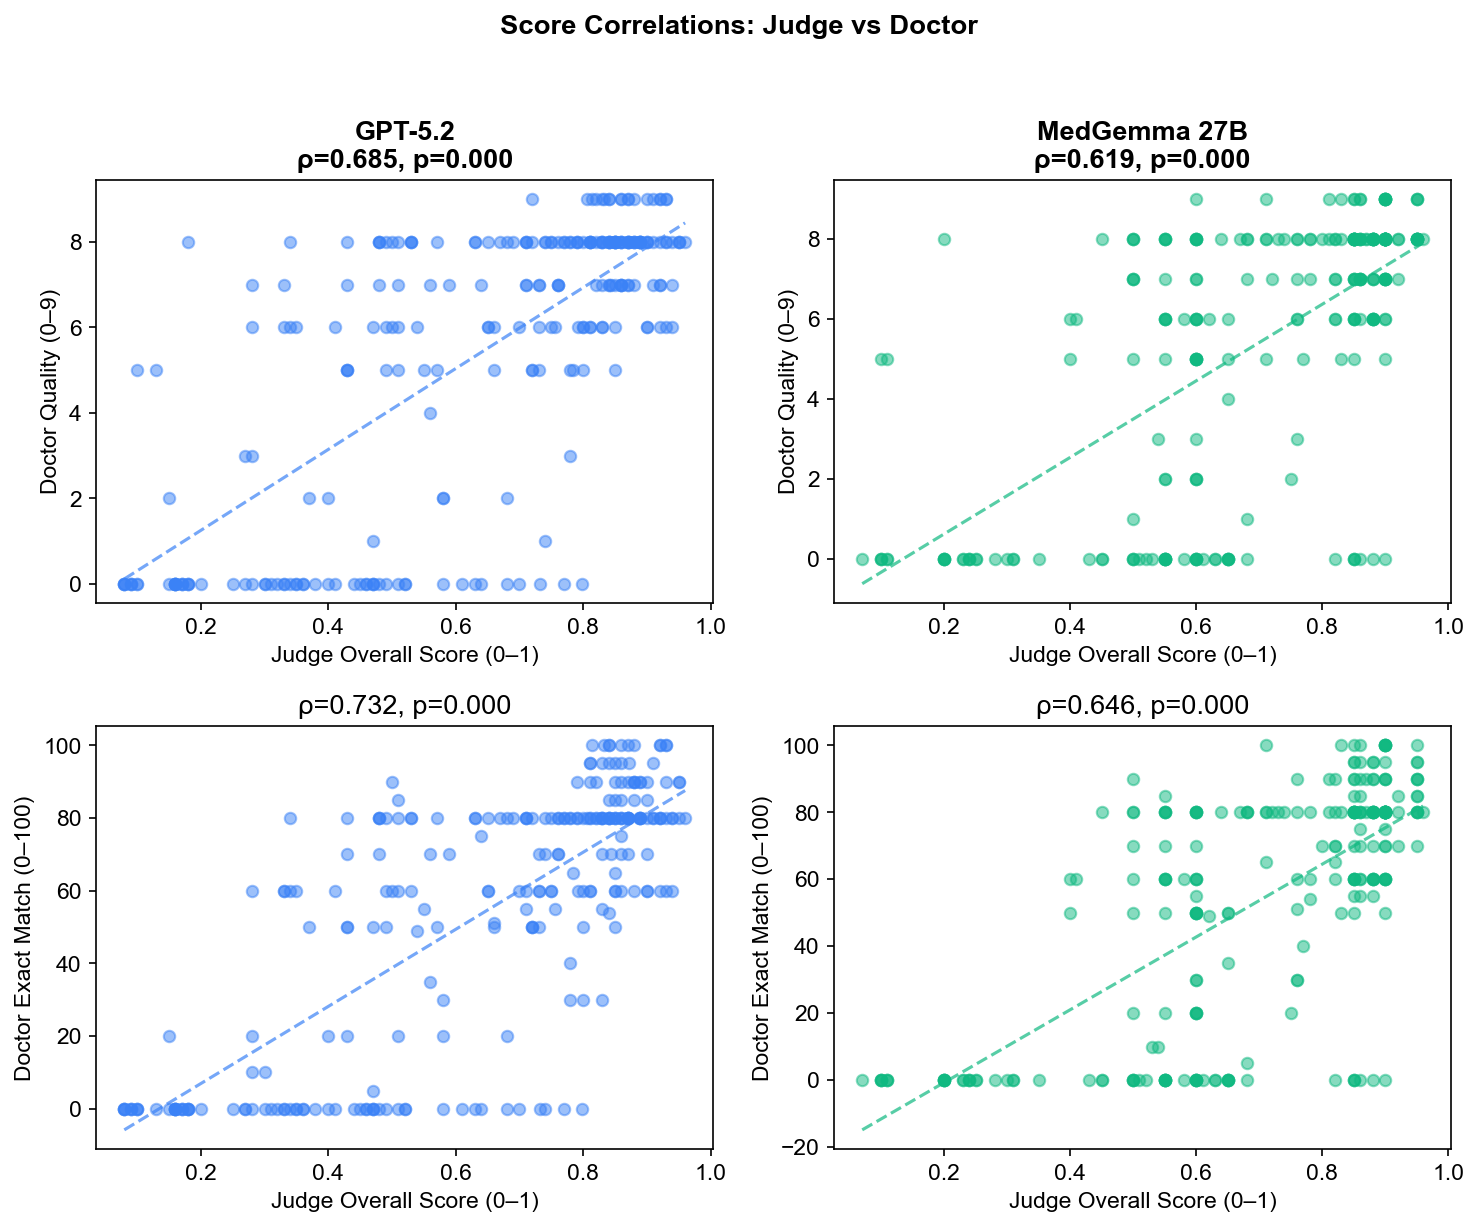 Score Correlations: Judge vs Doctor
GPT-5.2
ρ=0.685, p=0.000
Doctor Quality (0–9)
8
6
4
2
0
0.2 0.4 0.6 0.8 1.0
Judge Overall Score (0–1)
MedGemma 27B
ρ=0.619, p=0.000
Doctor Quality (0–9)
8
6
4
2
0
0.2 0.4 0.6 0.8 1.0
Judge Overall Score (0–1)
ρ=0.732, p=0.000
Doctor Exact Match (0–100)
100
80
60
40
20
0
0.2 0.4 0.6 0.8 1.0
Judge Overall Score (0–1)
ρ=0.646, p=0.000
Doctor Exact Match (0–100)
100
80
60
40
20
0
−20
0.2 0.4 0.6 0.8 1.0
Judge Overall Score (0–1)